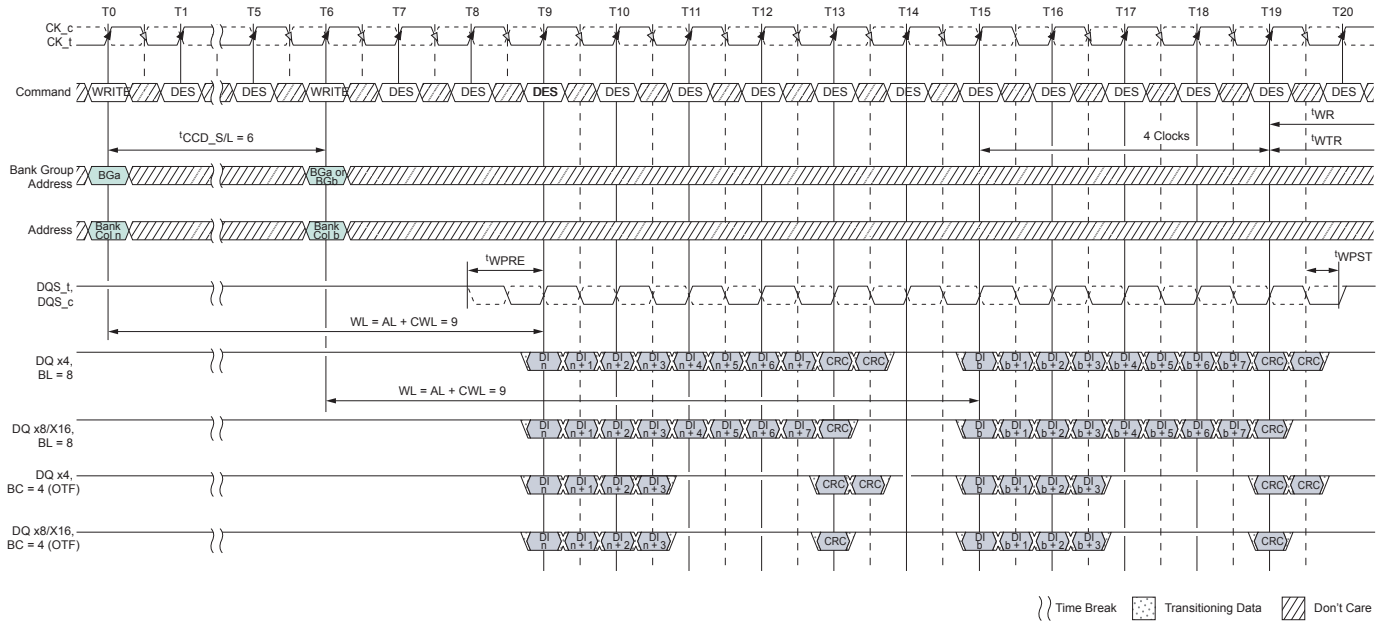 T0 T1 T5 T6 T7 T8 T9 T10 T11 T12 T13 T14 T15 T16 T17 T18 T19 T20
CK_c
CK_t
Command WRITE DES DES WRITE DES DES DES DES DES DES DES DES DES DES DES DES DES DES
tWR
tCCD_S/L = 6
4 Clocks
tWTR
Bank Group
Address
BGa
BGa or
BGb
Address
Bank
Col n
Bank
Col b
tWPRE
tWPST
DQS_t,
DQS_c
WL = AL + CWL = 9
DQ x4,
BL = 8
DI DI DI DI DI DI DI DI CRC CRC DI DI DI DI DI DI DI DI CRC CRC
n n + 1 n + 2 n + 3 n + 4 n + 5 n + 6 n + 7 b b + 1 b + 2 b + 3 b + 4 b + 5 b + 6 b + 7
WL = AL + CWL = 9
DQ x8/X16,
BL = 8
DI DI DI DI DI DI DI DI CRC DI DI DI DI DI DI DI DI CRC
n n + 1 n + 2 n + 3 n + 4 n + 5 n + 6 n + 7 b b + 1 b + 2 b + 3 b + 4 b + 5 b + 6 b + 7
DQ x4,
BC = 4 (OTF)
DI DI DI DI CRC CRC DI DI DI DI CRC CRC
n n + 1 n + 2 n + 3 b b + 1 b + 2 b + 3
DQ x8/X16,
BC = 4 (OTF)
DI DI DI DI CRC DI DI DI DI CRC
n n + 1 n + 2 n + 3 b b + 1 b + 2 b + 3
Time Break Transitioning Data Don't Care